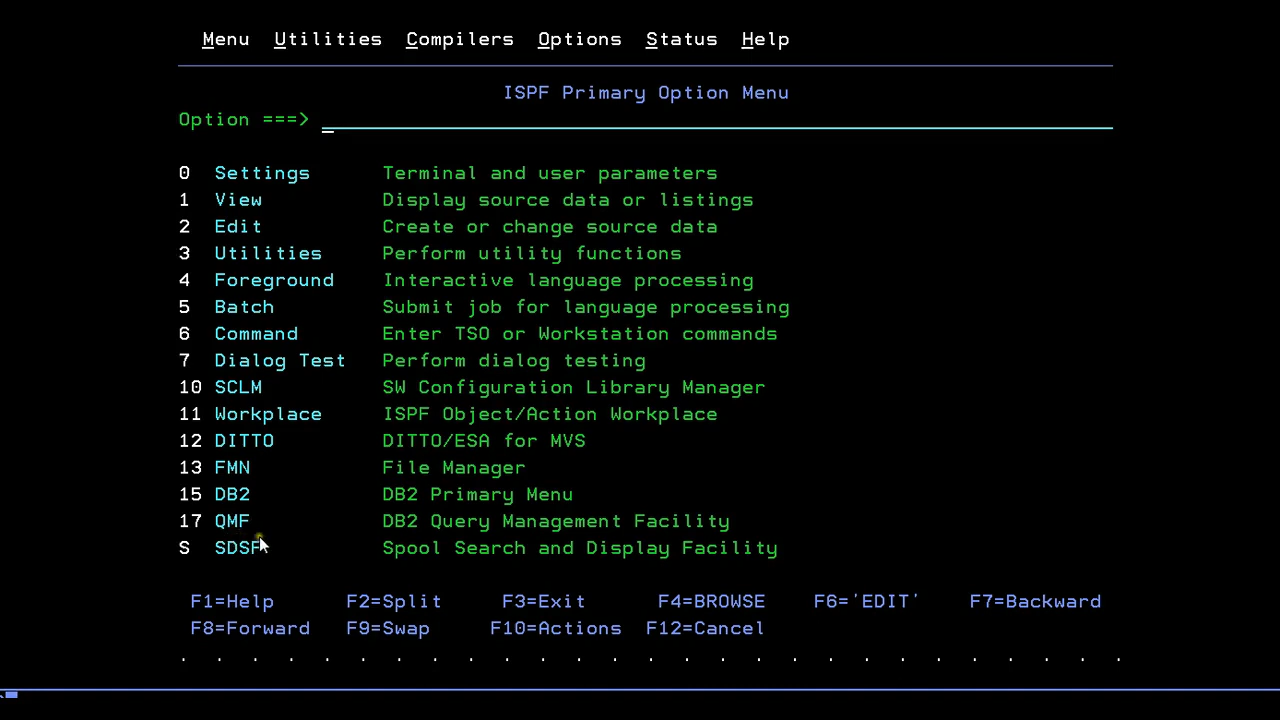 Menu Utilities Compilers Options Status Help
ISPF Primary Option Menu
Option ===>
0 Settings Terminal and user parameters
1 View Display source data or listings
2 Edit Create or change source data
3 Utilities Perform utility functions
4 Foreground Interactive language processing
5 Batch Submit job for language processing
6 Command Enter TSO or Workstation commands
7 Dialog Test Perform dialog testing
10 SCLM SW Configuration Library Manager
11 Workplace ISPF Object/Action Workplace
12 DITTO DITTO/ESA for MVS
13 FMN File Manager
15 DB2 DB2 Primary Menu
17 QMF DB2 Query Management Facility
S SDSF Spool Search and Display Facility
F1=Help F2=Split F3=Exit F4=BROWSE F6='EDIT' F7=Backward
F8=Forward F9=Swap F10=Actions F12=Cancel
. . . . . . . . . . . . . . . . . . . . . . . . . . .